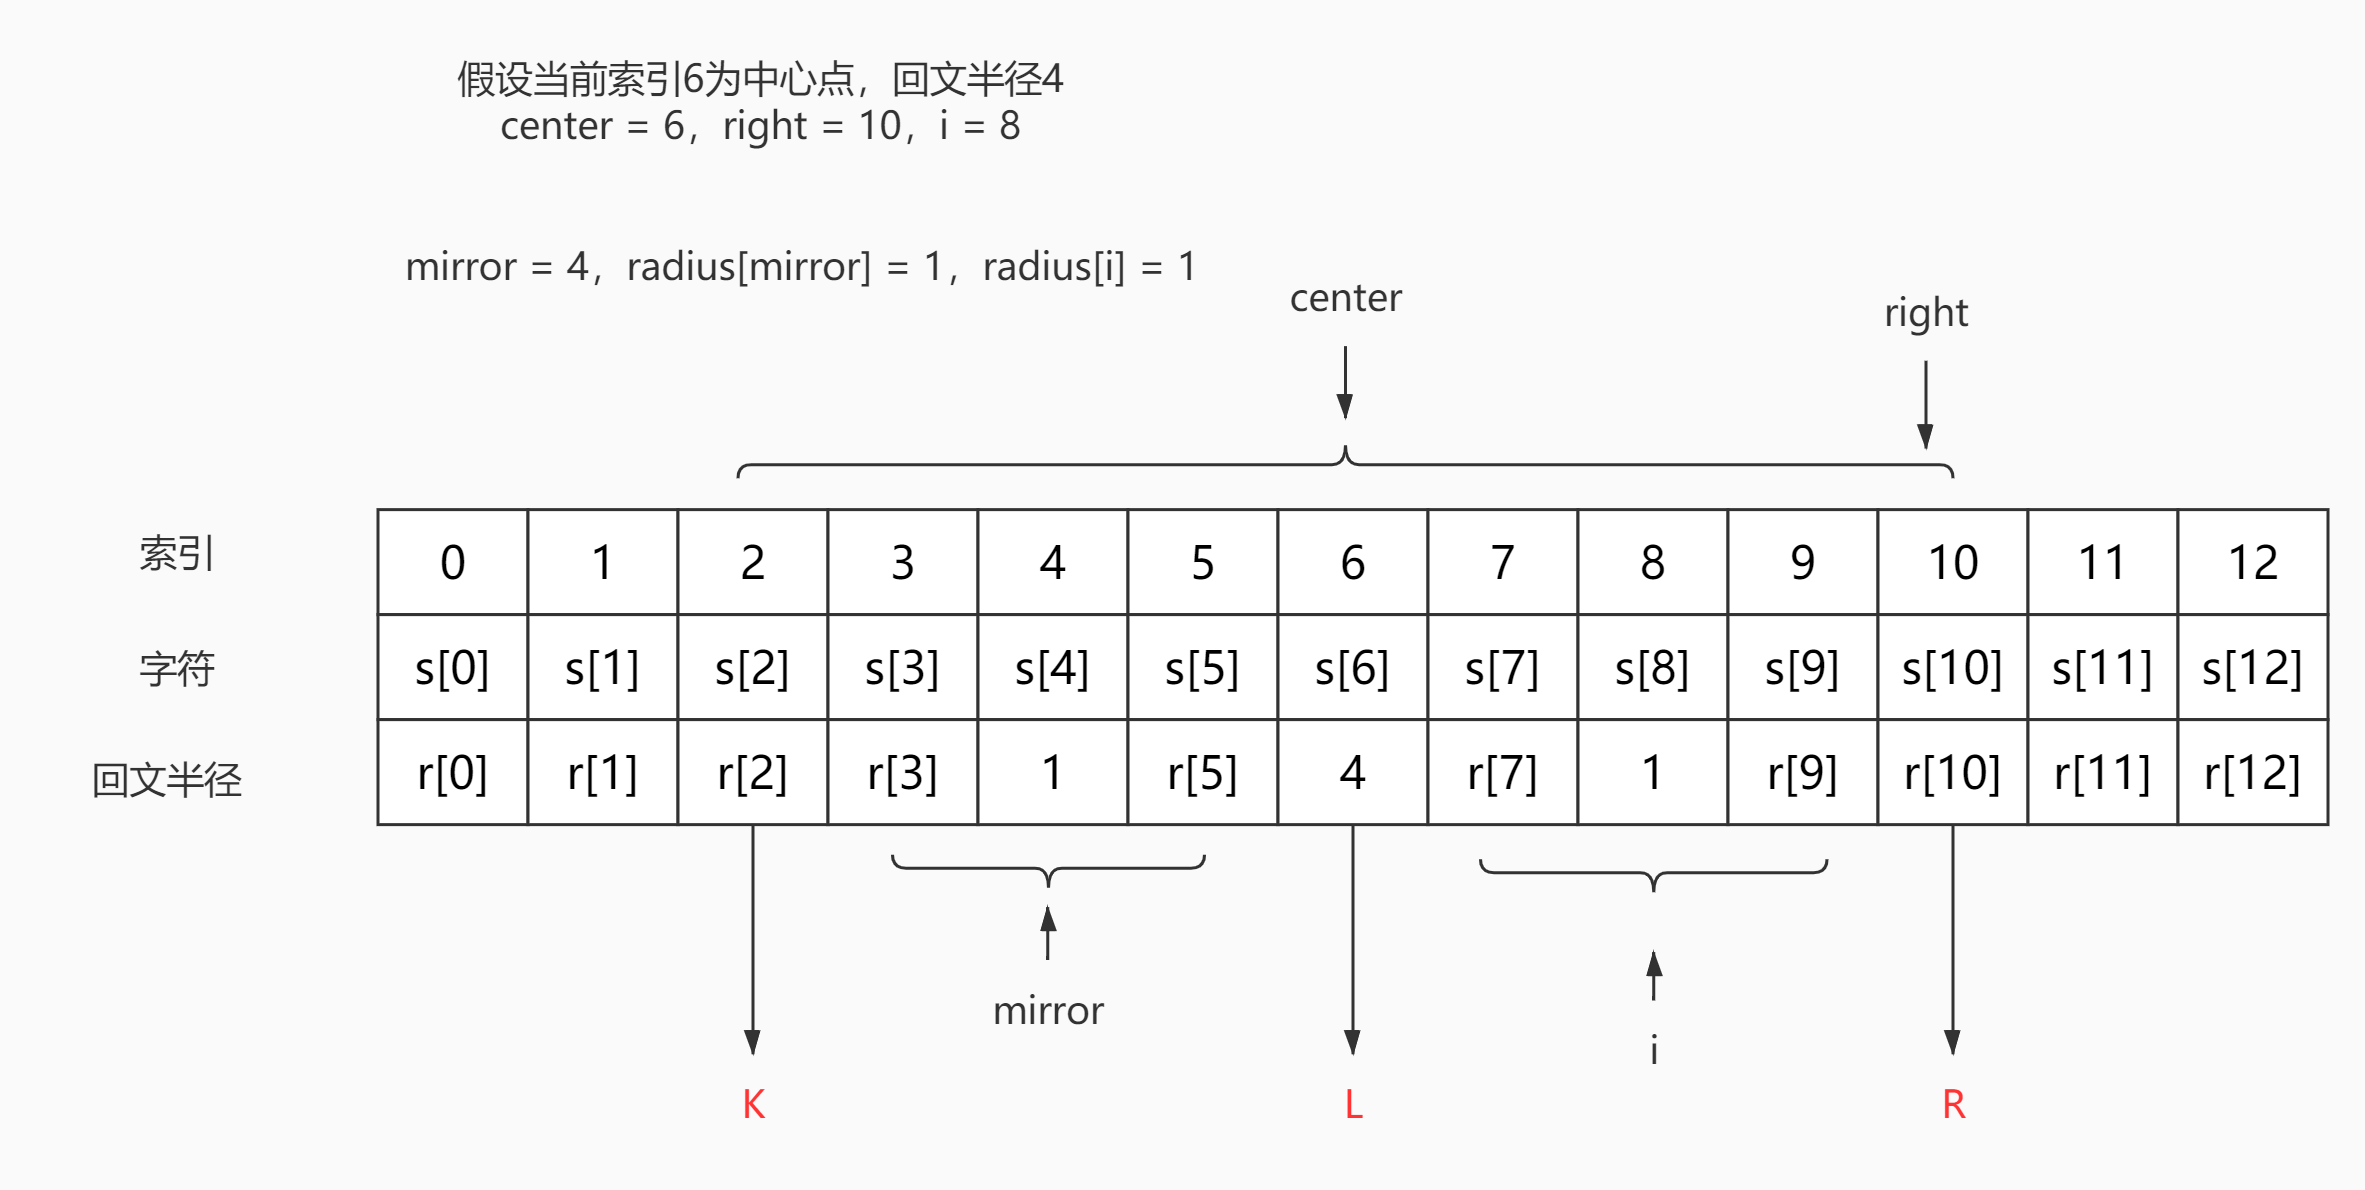 假设当前索引6为中心点，回文半径4
center = 6，right = 10，i = 8
mirror = 4，radius[mirror] = 1，radius[i] = 1
center
right
索引 0 1 2 3 4 5 6 7 8 9 10 11 12
字符 s[0] s[1] s[2] s[3] s[4] s[5] s[6] s[7] s[8] s[9] s[10] s[11] s[12]
回文半径 r[0] r[1] r[2] r[3] 1 r[5] 4 r[7] 1 r[9] r[10] r[11] r[12]
mirror
i
K L R